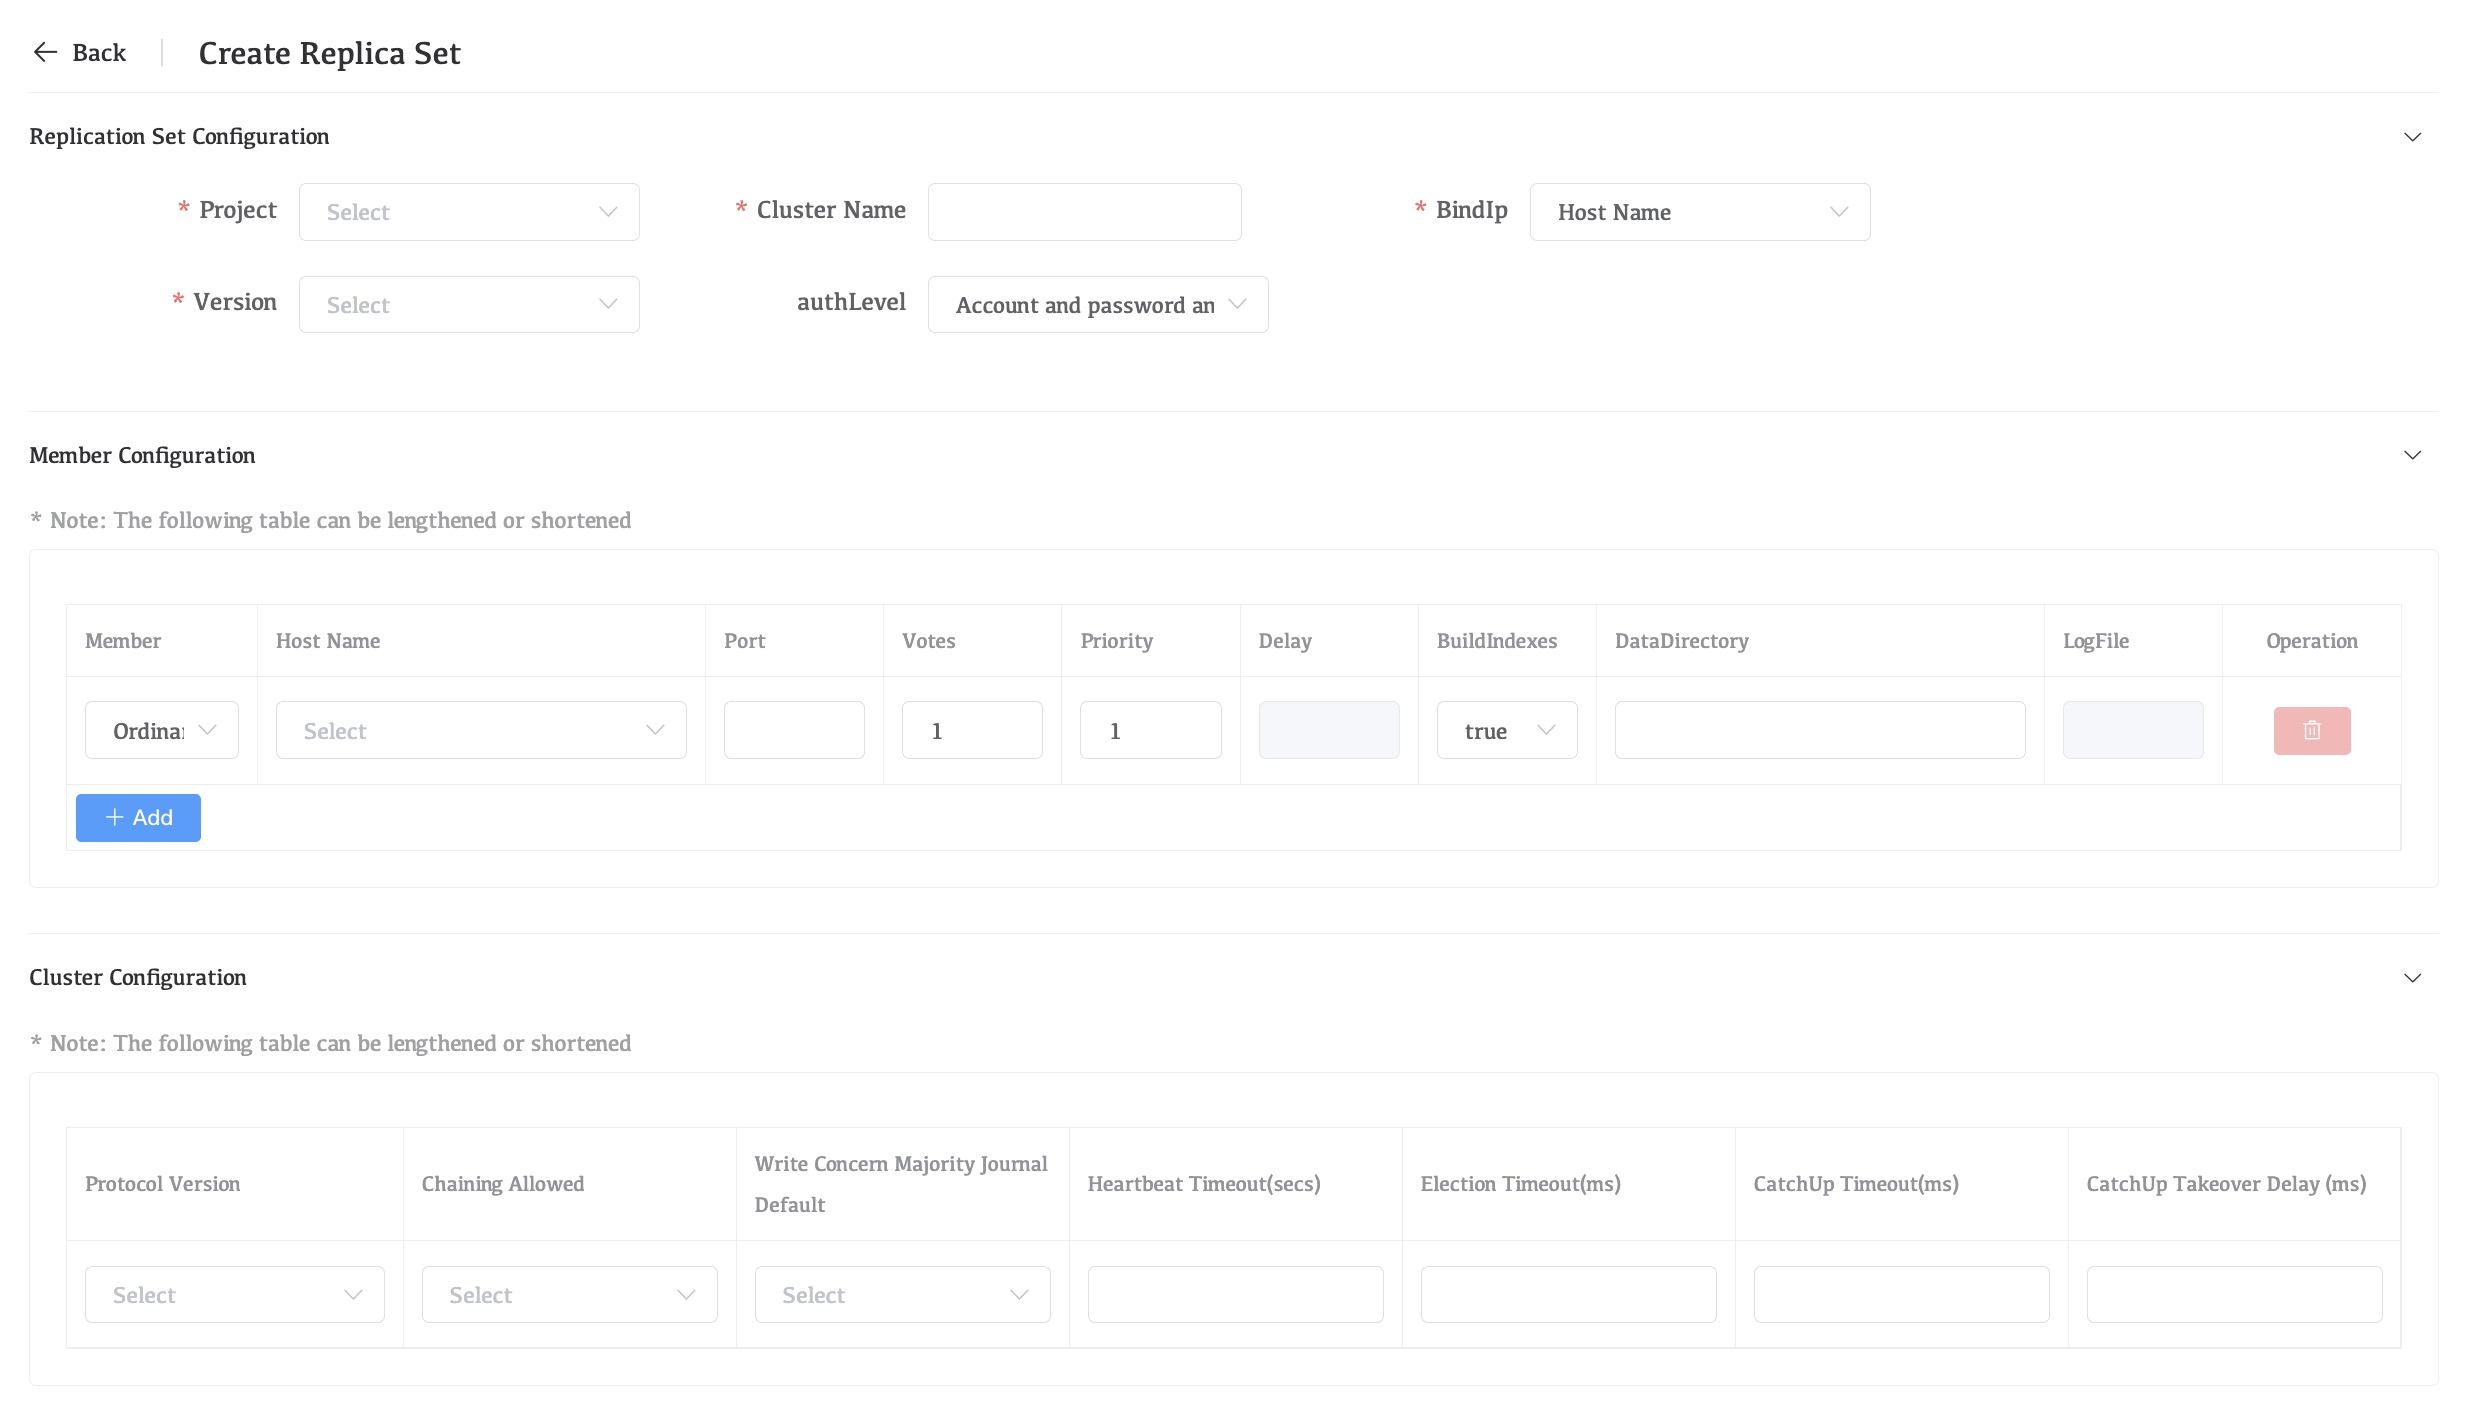 Back
Create Replica Set
Replication Set Configuration
* Project Select * Cluster Name * BindIp Host Name
* Version Select authLevel Account and password an
Member Configuration
* Note: The following table can be lengthened or shortened
Member Host Name Port Votes Priority Delay BuildIndexes DataDirectory LogFile Operation
Ordinar Select 1 1 true
+ Add
Cluster Configuration
* Note: The following table can be lengthened or shortened
Protocol Version Chaining Allowed Write Concern Majority Journal Default Heartbeat Timeout(secs) Election Timeout(ms) CatchUp Timeout(ms) CatchUp Takeover Delay (ms)
Select Select Select